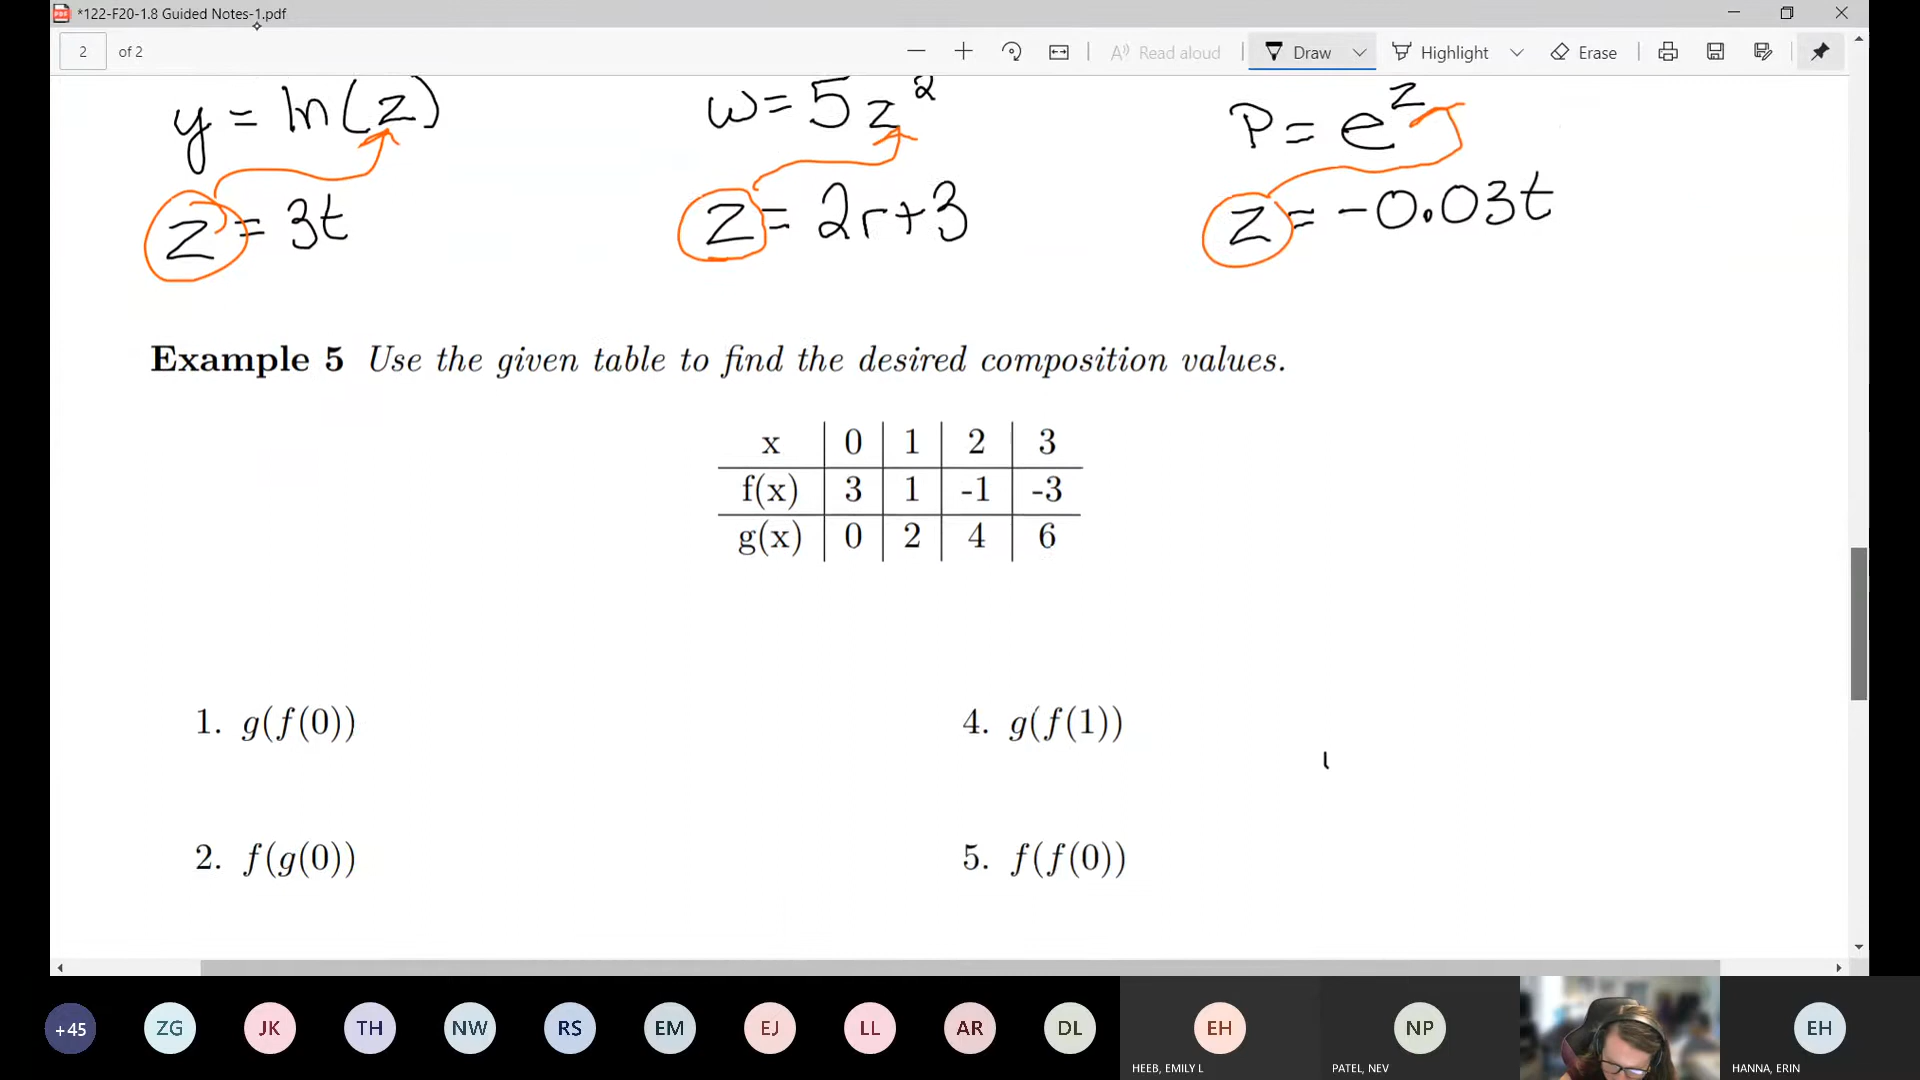 *122-F20-1.8 Guided Notes-1.pdf
2 of 2 Read aloud Draw Highlight Erase
y = ln(z) w = 5z² P = e^z
z = 3t z = 2r+3 z = -0.03t
Example 5 Use the given table to find the desired composition values.
x 0 1 2 3
f(x) 3 1 -1 -3
g(x) 0 2 4 6
1. g(f(0)) 4. g(f(1))
2. f(g(0)) 5. f(f(0))
+45 ZG JK TH NW RS EM EJ LL AR DL EH NP EH
HEEB, EMILY L PATEL, NEV HANNA, ERIN